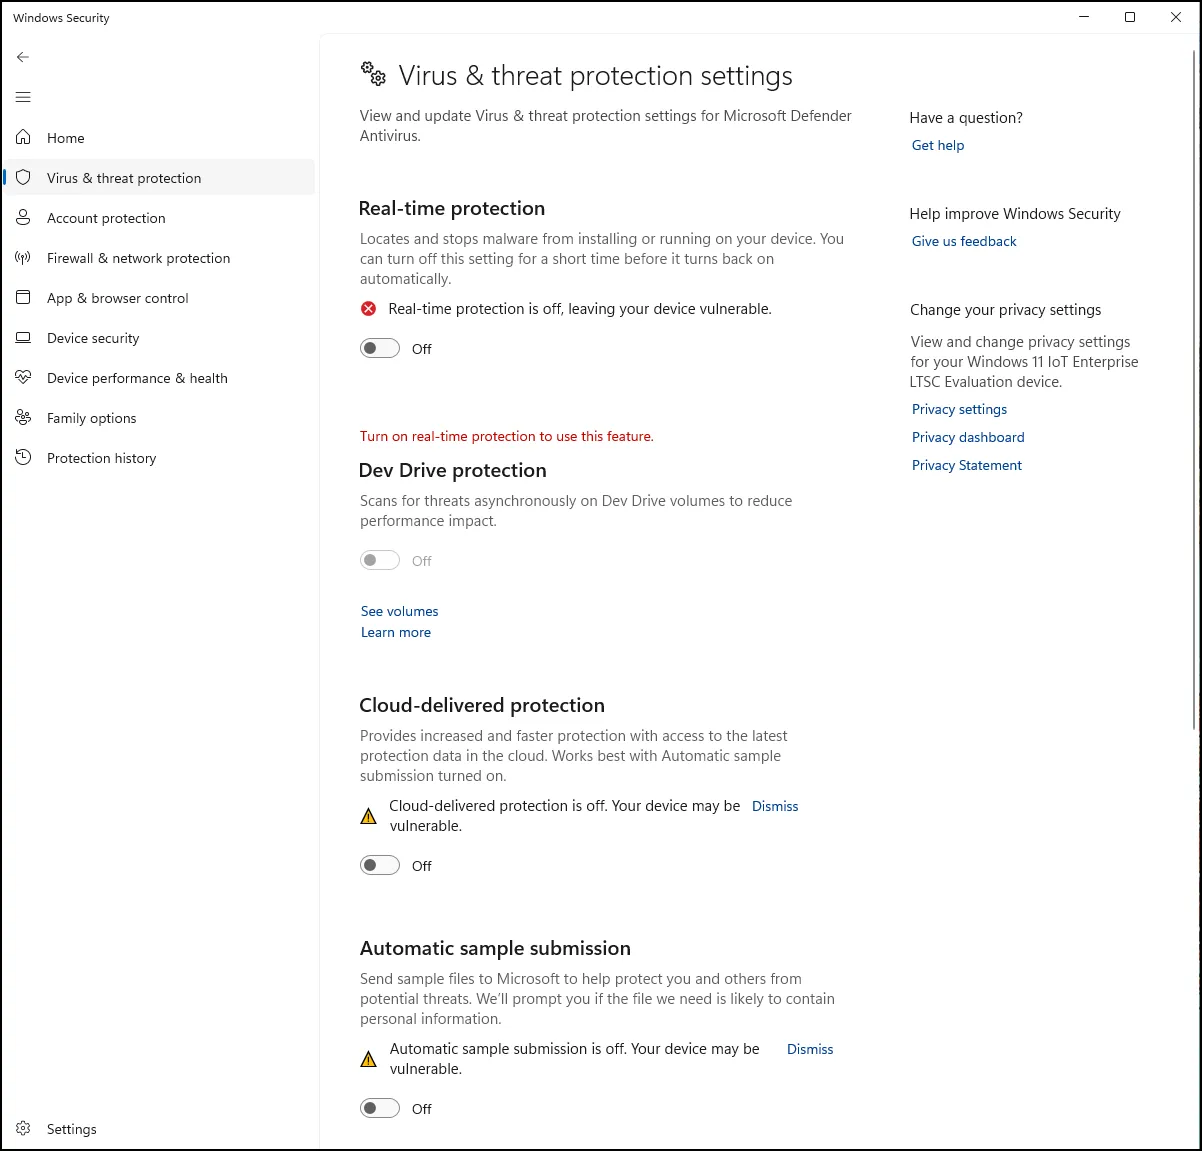 Windows Security
Home
Virus & threat protection
Account protection
Firewall & network protection
App & browser control
Device security
Device performance & health
Family options
Protection history
Settings
Virus & threat protection settings
View and update Virus & threat protection settings for Microsoft Defender
Antivirus.
Real-time protection
Locates and stops malware from installing or running on your device. You
can turn off this setting for a short time before it turns back on
automatically.
Real-time protection is off, leaving your device vulnerable.
Off
Turn on real-time protection to use this feature.
Dev Drive protection
Scans for threats asynchronously on Dev Drive volumes to reduce
performance impact.
Off
See volumes
Learn more
Cloud-delivered protection
Provides increased and faster protection with access to the latest
protection data in the cloud. Works best with Automatic sample
submission turned on.
Cloud-delivered protection is off. Your device may be Dismiss
vulnerable.
Off
Automatic sample submission
Send sample files to Microsoft to help protect you and others from
potential threats. We'll prompt you if the file we need is likely to contain
personal information.
Automatic sample submission is off. Your device may be Dismiss
vulnerable.
Off
Have a question?
Get help
Help improve Windows Security
Give us feedback
Change your privacy settings
View and change privacy settings
for your Windows 11 IoT Enterprise
LTSC Evaluation device.
Privacy settings
Privacy dashboard
Privacy Statement